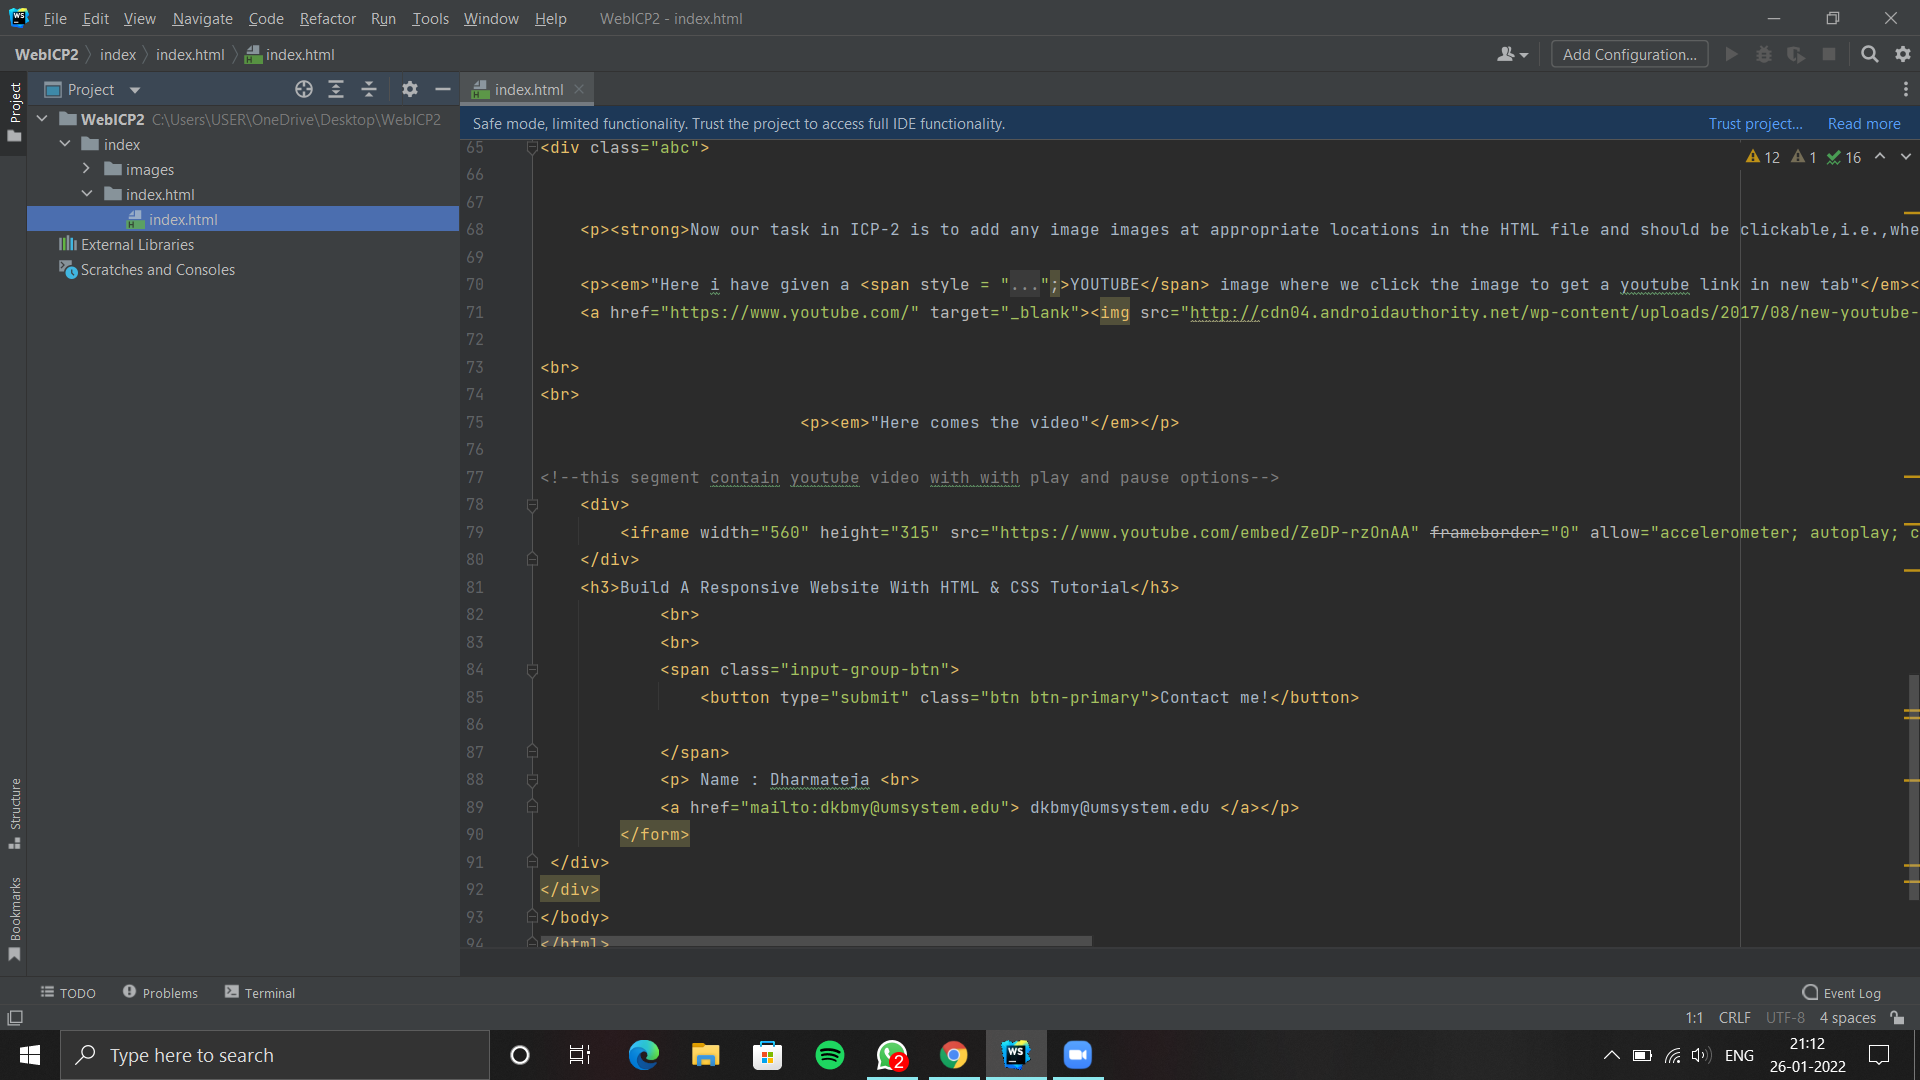 File Edit View Navigate Code Refactor Run Tools Window Help WebICP2 - index.html
WebICP2 index index.html index.html Add Configuration...
Project index.html
Safe mode, limited functionality. Trust the project to access full IDE functionality. Trust project... Read more
Project
WebICP2 C:\Users\USER\OneDrive\Desktop\WebICP2
index
images
index.html
index.html
External Libraries
Scratches and Consoles
Structure
Bookmarks
12 1 16
65 <div class="abc">
66
67
68 <p><strong>Now our task in ICP-2 is to add any image images at appropriate locations in the HTML file and should be clickable,i.e.,whe
69
70 <p><em>"Here i have given a <span style = "...";>YOUTUBE</span> image where we click the image to get a youtube link in new tab"</em><
71 <a href="https://www.youtube.com/" target="_blank"><img src="http://cdn04.androidauthority.net/wp-content/uploads/2017/08/new-youtube-
72
73 <br>
74 <br>
75 <p><em>"Here comes the video"</em></p>
76
77 <!--this segment contain youtube video with with play and pause options-->
78 <div>
79 <iframe width="560" height="315" src="https://www.youtube.com/embed/ZeDP-rzOnAA" frameborder="0" allow="accelerometer; autoplay; c
80 </div>
81 <h3>Build A Responsive Website With HTML & CSS Tutorial</h3>
82 <br>
83 <br>
84 <span class="input-group-btn">
85 <button type="submit" class="btn btn-primary">Contact me!</button>
86
87 </span>
88 <p> Name : Dharmateja <br>
89 <a href="mailto:dkbmy@umsystem.edu"> dkbmy@umsystem.edu </a></p>
90 </form>
91 </div>
92 </div>
93 </body>
94 </html>
TODO Problems Terminal Event Log
1:1 CRLF UTF-8 4 spaces
Type here to search
WS
2
ENG
21:12
26-01-2022